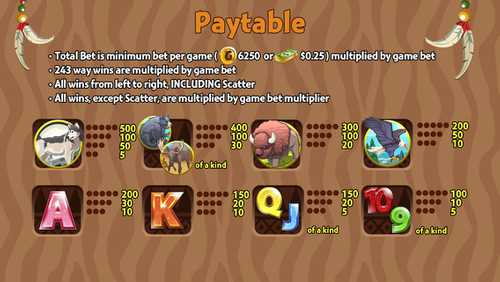 Paytable
• Total Bet is minimum bet per game ( 6 6250 or $0.25 ) multiplied by game bet
• 243 way wins are multiplied by game bet
• All wins from left to right, INCLUDING Scatter
• All wins, except Scatter, are multiplied by game bet multiplier
500
100
50
5
400
100
30
of a kind
300
100
20
200
50
10
A
200
30
10
K
150
20
10
Q J
150
20
5
of a kind
10 9
100
10
5
of a kind